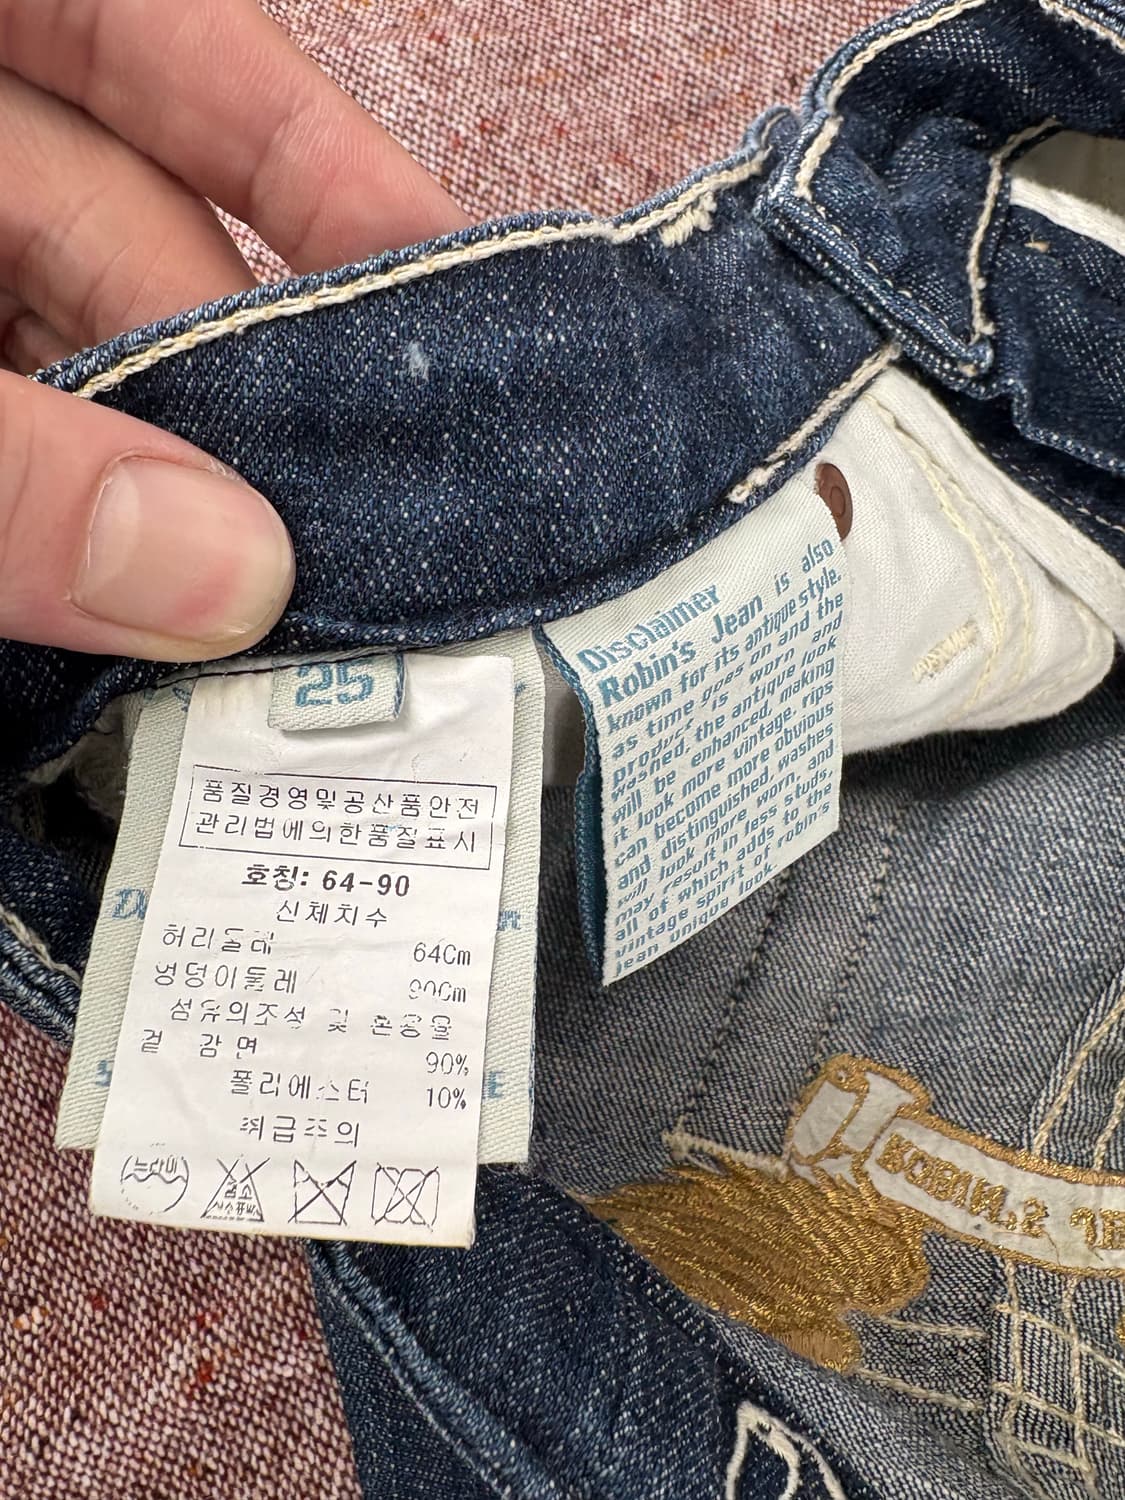 25
품질경영및공산품안전
관리법에의한품질표시
호칭: 64-90
신체치수
허리둘레 64Cm
엉덩이둘레 90Cm
섬유의조성 및 혼용율
겉 감 면 90%
폴리에스터 10%
취급주의
Disclaimer
Robin's Jean is also
known for its antique style.
as time goes on and the
product is worn and
washed, the antique look
will be enhanced, making
it look more vintage. rips
can become more obvious
and distinguished, washes
will look more worn, and
may result in less studs,
all of which adds to the
vintage spirit of robin's
jean unique look.
ROBIN'S JE